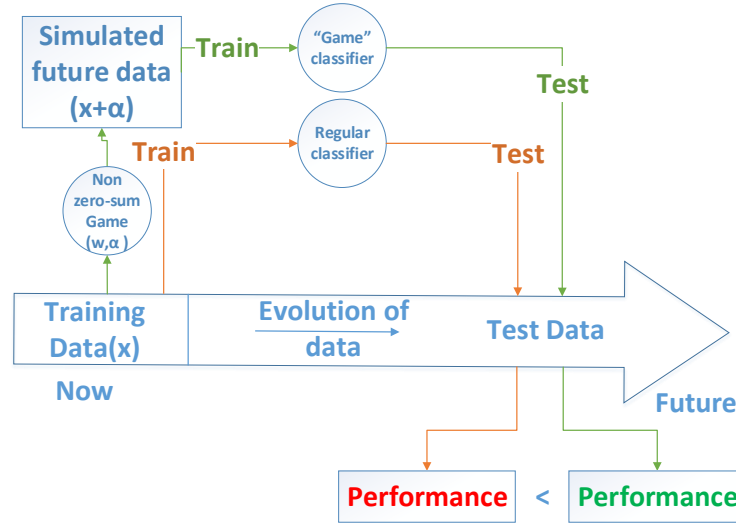 Simulated
future data
(x+α)
Train
“Game”
classifier
Test
Train
Regular
classifier
Test
Non
zero-sum
Game
(w,α )
Training
Data(x)
Evolution of
data
Test Data
Now
Future
Performance
<
Performance